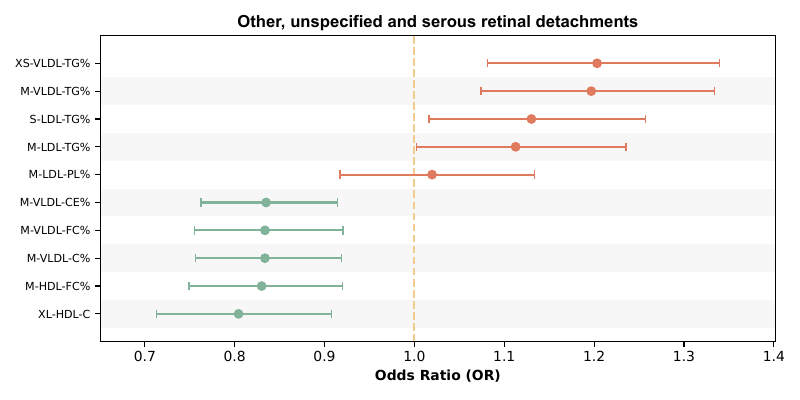 Other, unspecified and serous retinal detachments
XS-VLDL-TG%
M-VLDL-TG%
S-LDL-TG%
M-LDL-TG%
M-LDL-PL%
M-VLDL-CE%
M-VLDL-FC%
M-VLDL-C%
M-HDL-FC%
XL-HDL-C
0.7 0.8 0.9 1.0 1.1 1.2 1.3 1.4
Odds Ratio (OR)